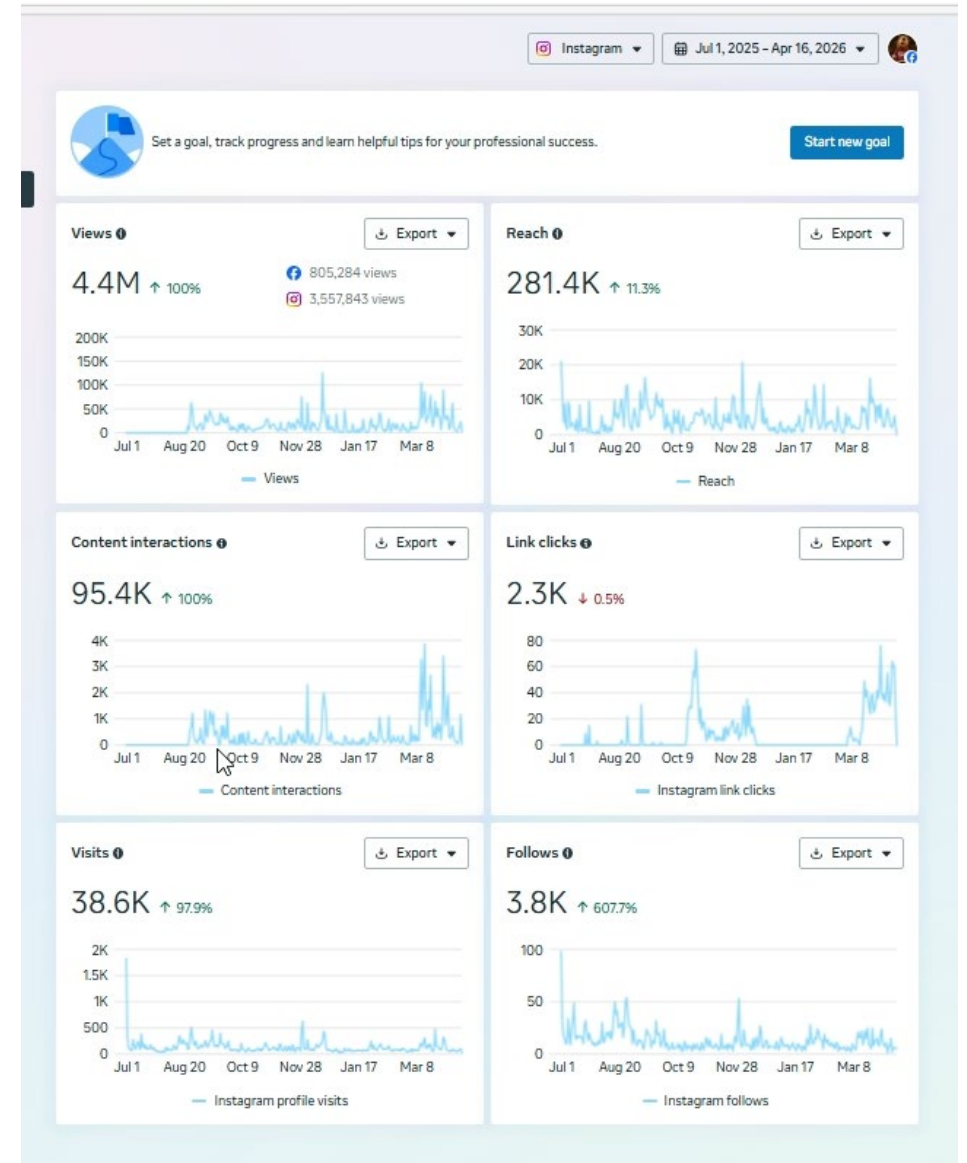 Instagram
Jul 1, 2025 – Apr 16, 2026
Set a goal, track progress and learn helpful tips for your professional success.
Start new goal
Views
Export
4.4M ↑ 100%
805,284 views
3,557,843 views
200K
150K
100K
50K
0
Jul 1 Aug 20 Oct 9 Nov 28 Jan 17 Mar 8
Views
Reach
Export
281.4K ↑ 11.3%
30K
20K
10K
0
Jul 1 Aug 20 Oct 9 Nov 28 Jan 17 Mar 8
Reach
Content interactions
Export
95.4K ↑ 100%
4K
3K
2K
1K
0
Jul 1 Aug 20 Oct 9 Nov 28 Jan 17 Mar 8
Content interactions
Link clicks
Export
2.3K ↓ 0.5%
80
60
40
20
0
Jul 1 Aug 20 Oct 9 Nov 28 Jan 17 Mar 8
Instagram link clicks
Visits
Export
38.6K ↑ 97.9%
2K
1.5K
1K
500
0
Jul 1 Aug 20 Oct 9 Nov 28 Jan 17 Mar 8
Instagram profile visits
Follows
Export
3.8K ↑ 607.7%
100
50
0
Jul 1 Aug 20 Oct 9 Nov 28 Jan 17 Mar 8
Instagram follows